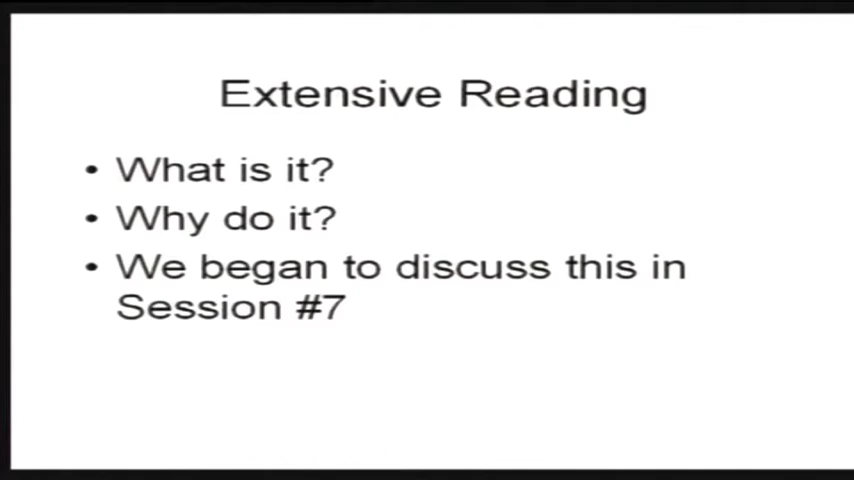 Extensive Reading
• What is it?
• Why do it?
• We began to discuss this in
Session #7